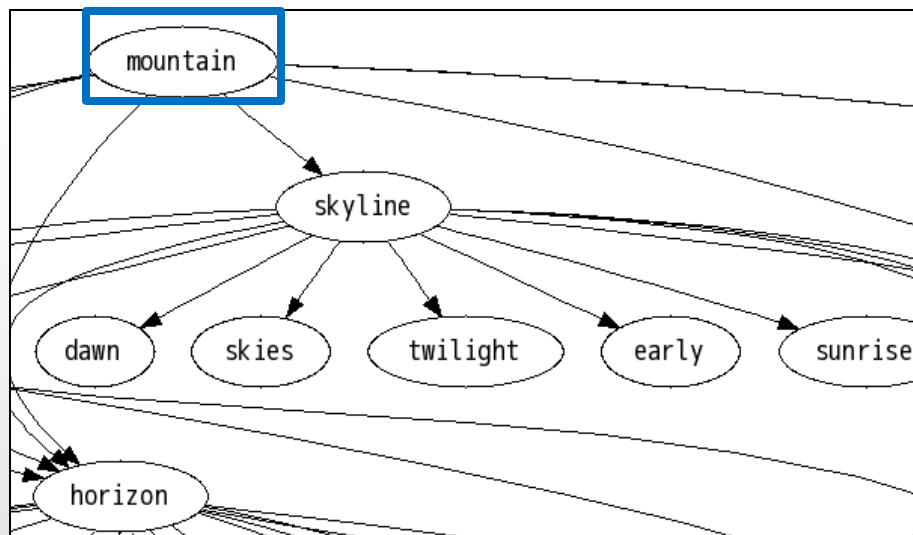 mountain
skyline
dawn
skies
twilight
early
sunrise
horizon